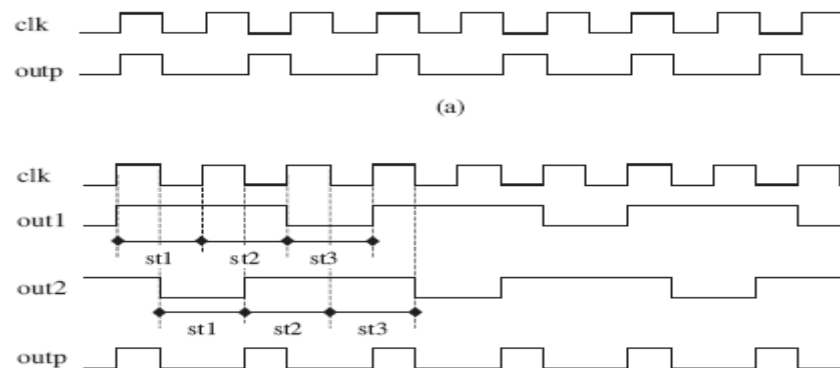 clk
outp
(a)
clk
out1
st1 st2 st3
out2
st1 st2 st3
outp